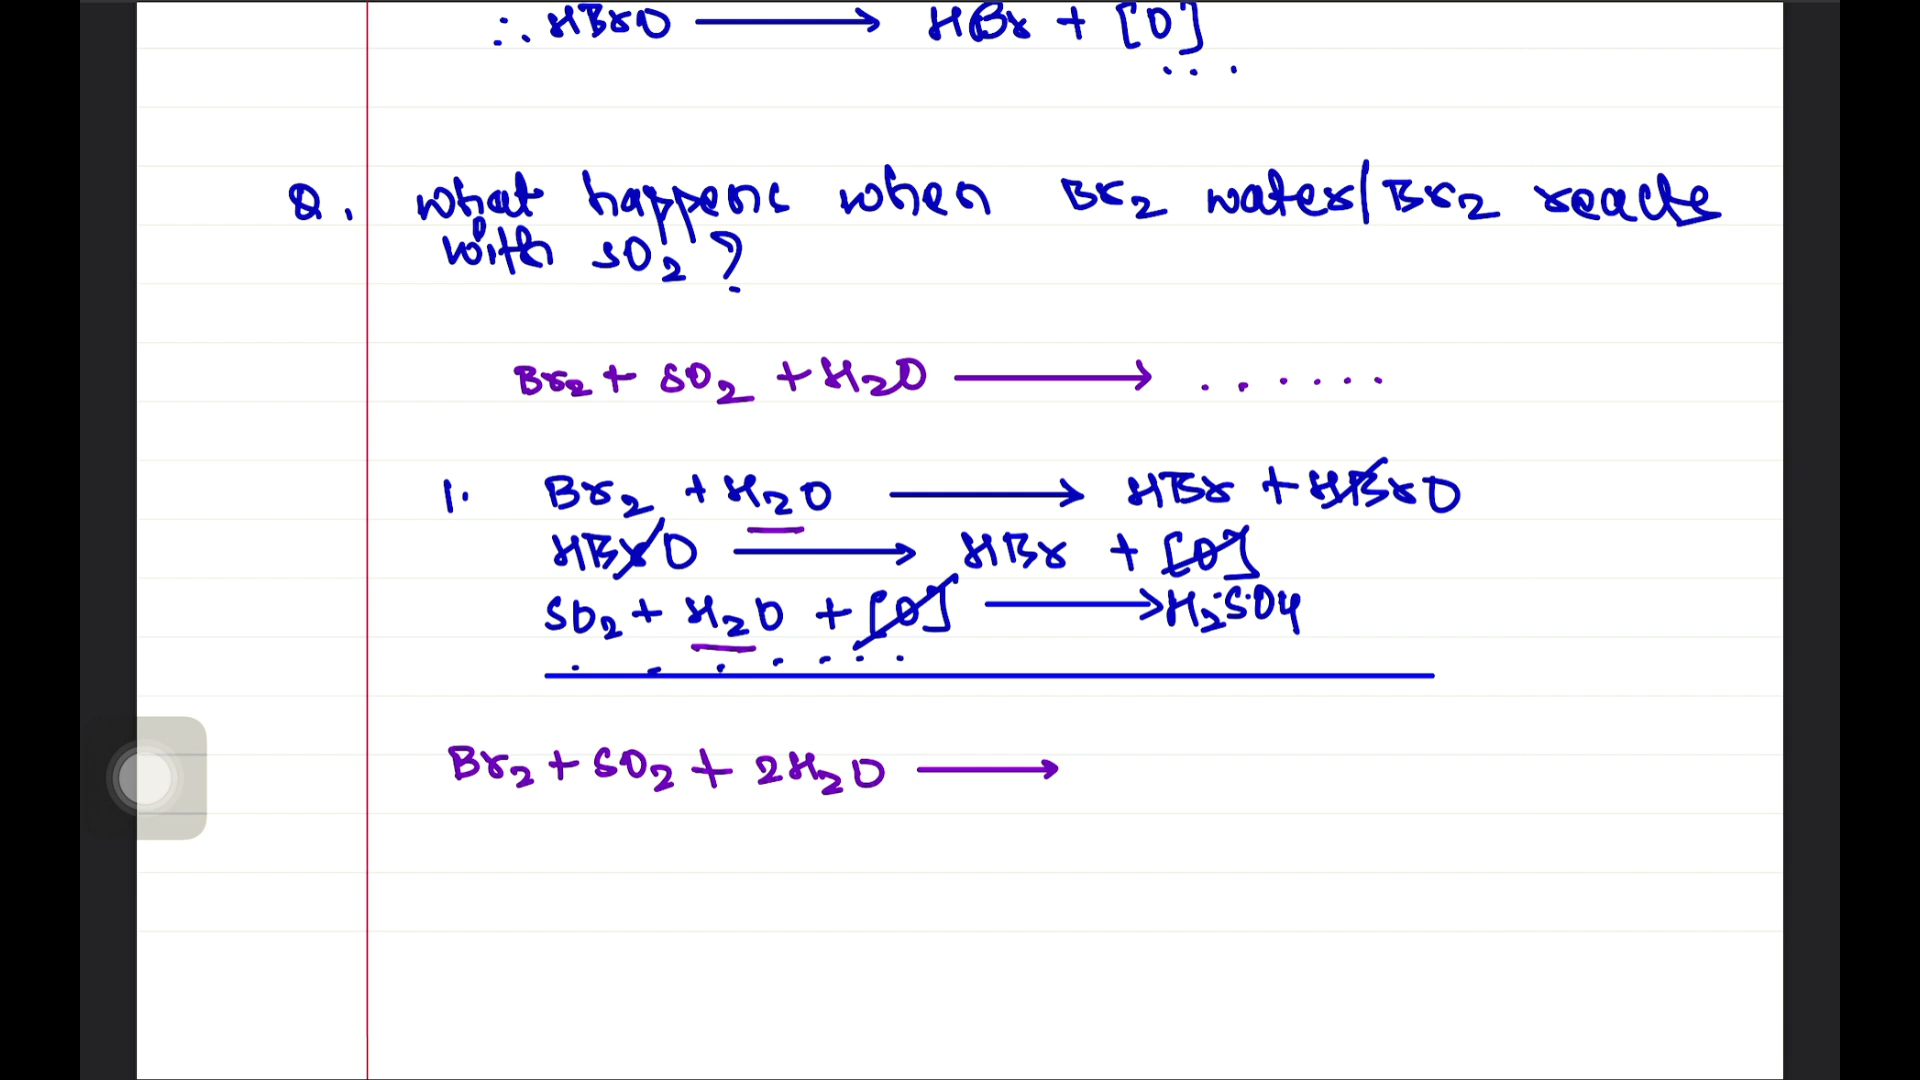 ∴ HBrO ⟶ HBr + [O]
Q. What happens when Br₂ water/Br₂ reacts
with SO₂ ?
Br₂ + SO₂ + H₂O ⟶ ......
1. Br₂ + H₂O ⟶ HBr + HBrO
HBrO ⟶ HBr + [O]
SO₂ + H₂O + [O] ⟶ H₂SO4
Br₂ + SO₂ + 2H₂O ⟶